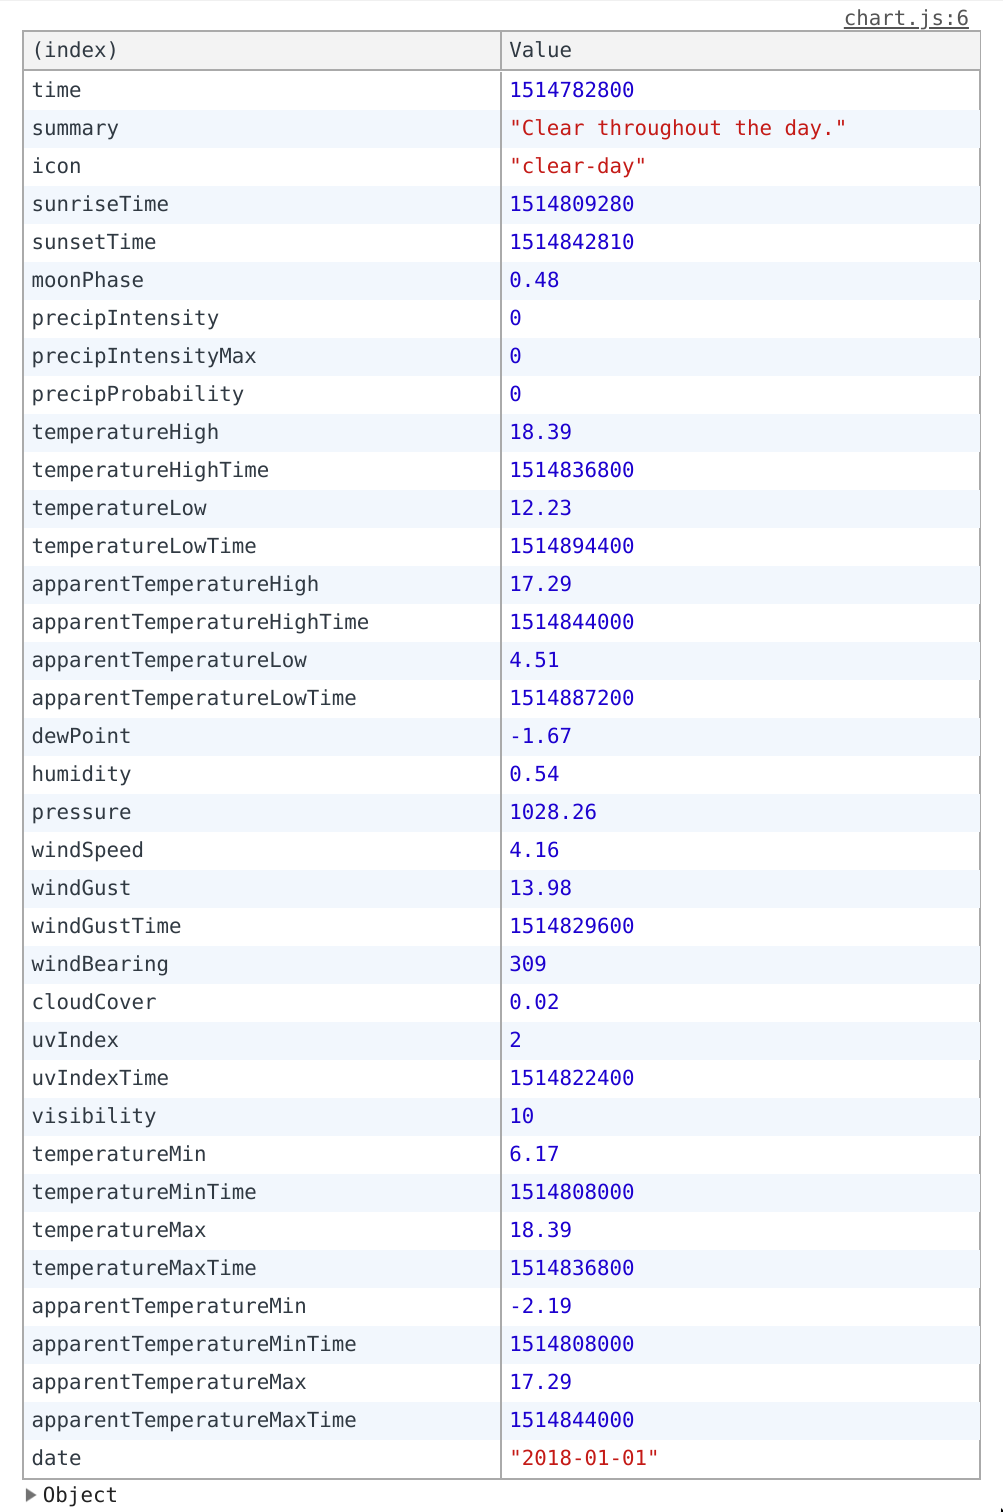 chart.js:6
(index) Value
time 1514782800
summary "Clear throughout the day."
icon "clear-day"
sunriseTime 1514809280
sunsetTime 1514842810
moonPhase 0.48
precipIntensity 0
precipIntensityMax 0
precipProbability 0
temperatureHigh 18.39
temperatureHighTime 1514836800
temperatureLow 12.23
temperatureLowTime 1514894400
apparentTemperatureHigh 17.29
apparentTemperatureHighTime 1514844000
apparentTemperatureLow 4.51
apparentTemperatureLowTime 1514887200
dewPoint -1.67
humidity 0.54
pressure 1028.26
windSpeed 4.16
windGust 13.98
windGustTime 1514829600
windBearing 309
cloudCover 0.02
uvIndex 2
uvIndexTime 1514822400
visibility 10
temperatureMin 6.17
temperatureMinTime 1514808000
temperatureMax 18.39
temperatureMaxTime 1514836800
apparentTemperatureMin -2.19
apparentTemperatureMinTime 1514808000
apparentTemperatureMax 17.29
apparentTemperatureMaxTime 1514844000
date "2018-01-01"
Object